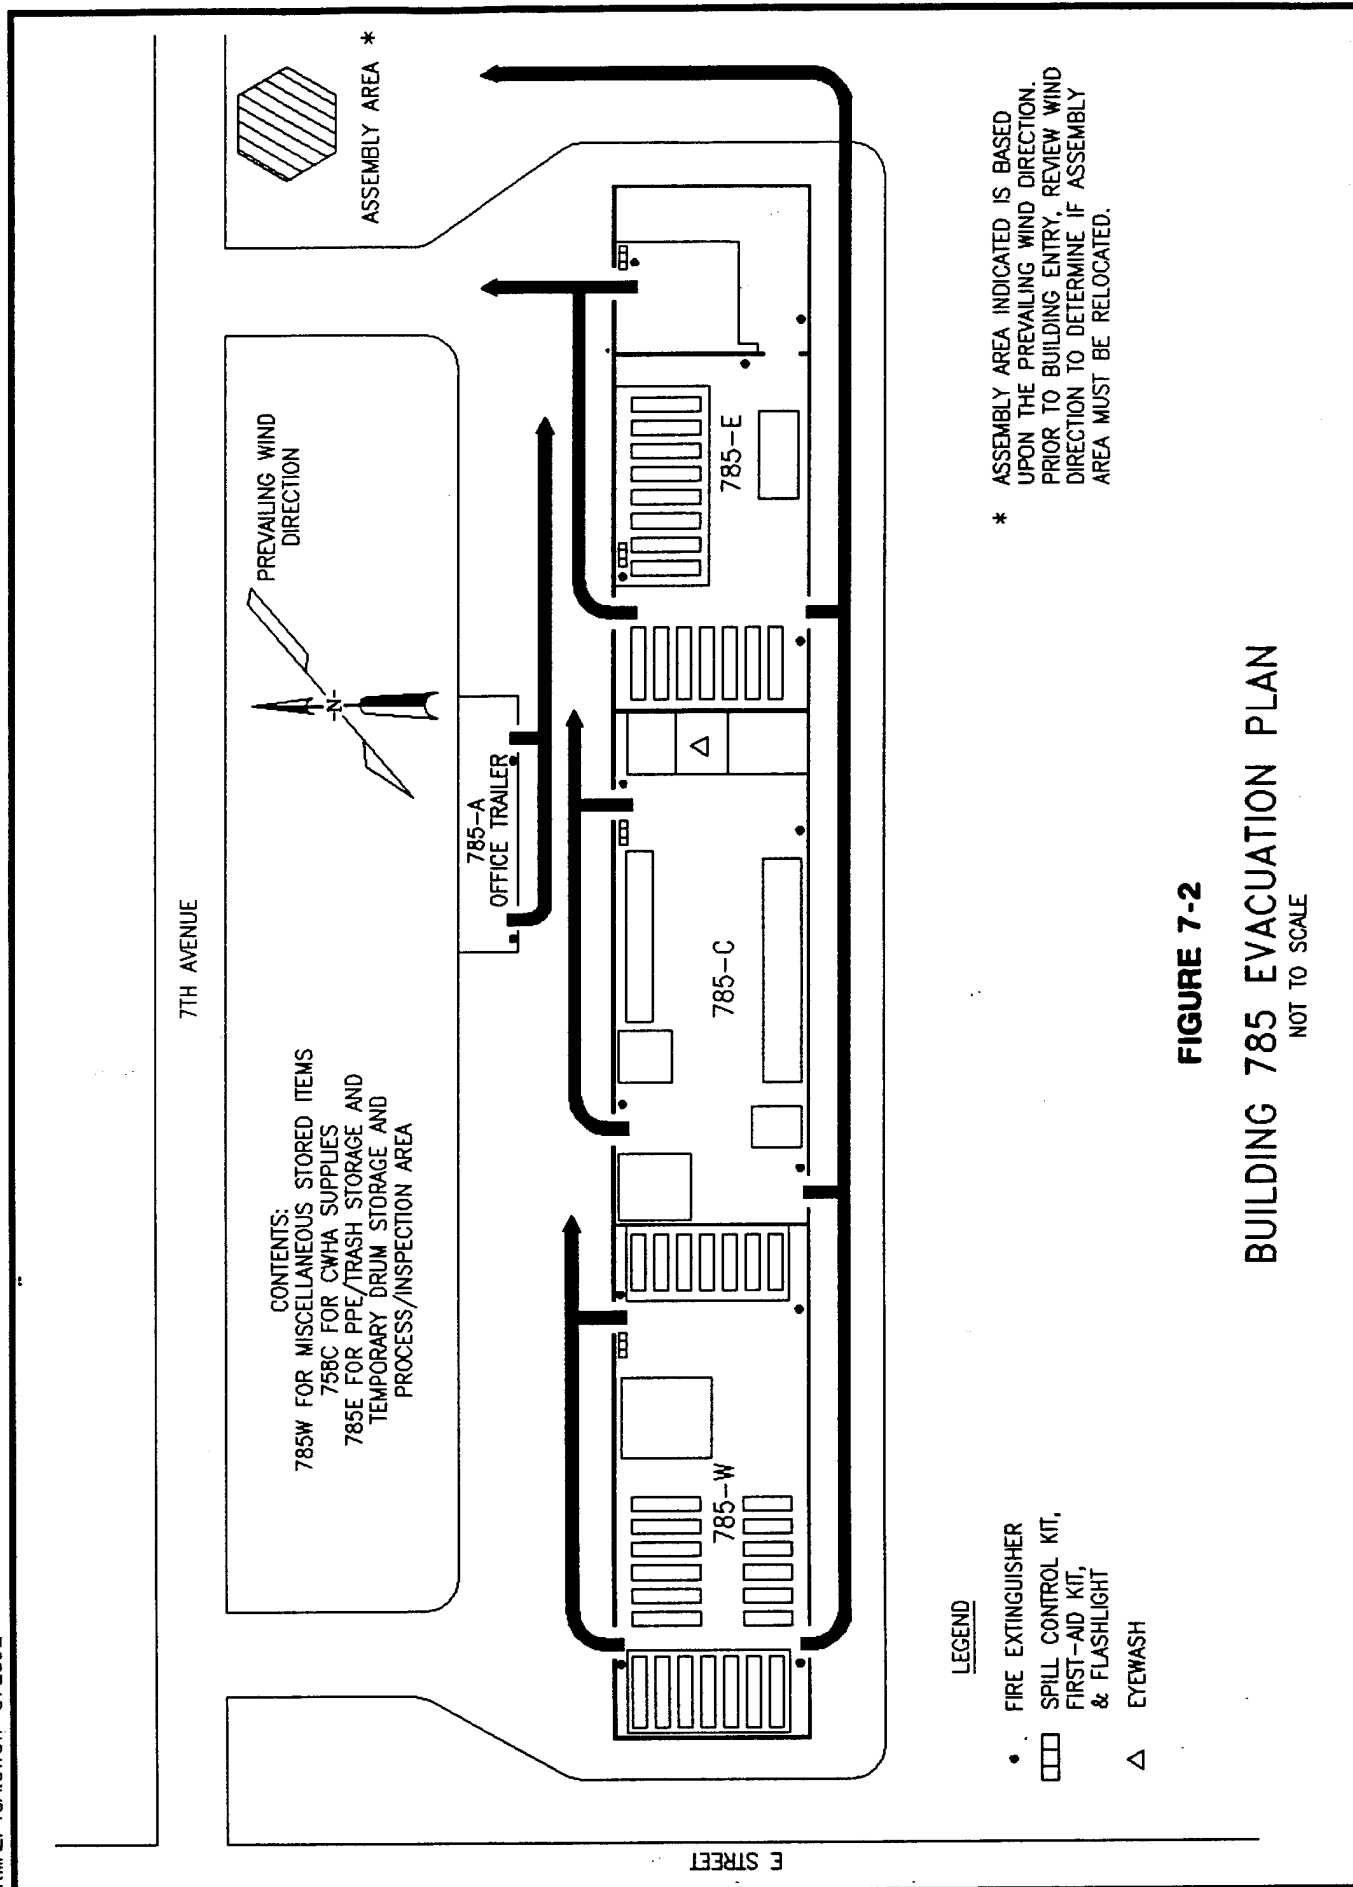 7TH AVENUE
ASSEMBLY AREA *
PREVAILING WIND
DIRECTION
-N-
CONTENTS:
785W FOR MISCELLANEOUS STORED ITEMS
758C FOR CWHA SUPPLIES
785E FOR PPE/TRASH STORAGE AND
TEMPORARY DRUM STORAGE AND
PROCESS/INSPECTION AREA
785-A
OFFICE TRAILER
785-W
785-C
785-E
E STREET
LEGEND
FIRE EXTINGUISHER
SPILL CONTROL KIT,
FIRST-AID KIT,
& FLASHLIGHT
EYEWASH
* ASSEMBLY AREA INDICATED IS BASED
UPON THE PREVAILING WIND DIRECTION.
PRIOR TO BUILDING ENTRY, REVIEW WIND
DIRECTION TO DETERMINE IF ASSEMBLY
AREA MUST BE RELOCATED.
FIGURE 7-2
BUILDING 785 EVACUATION PLAN
NOT TO SCALE